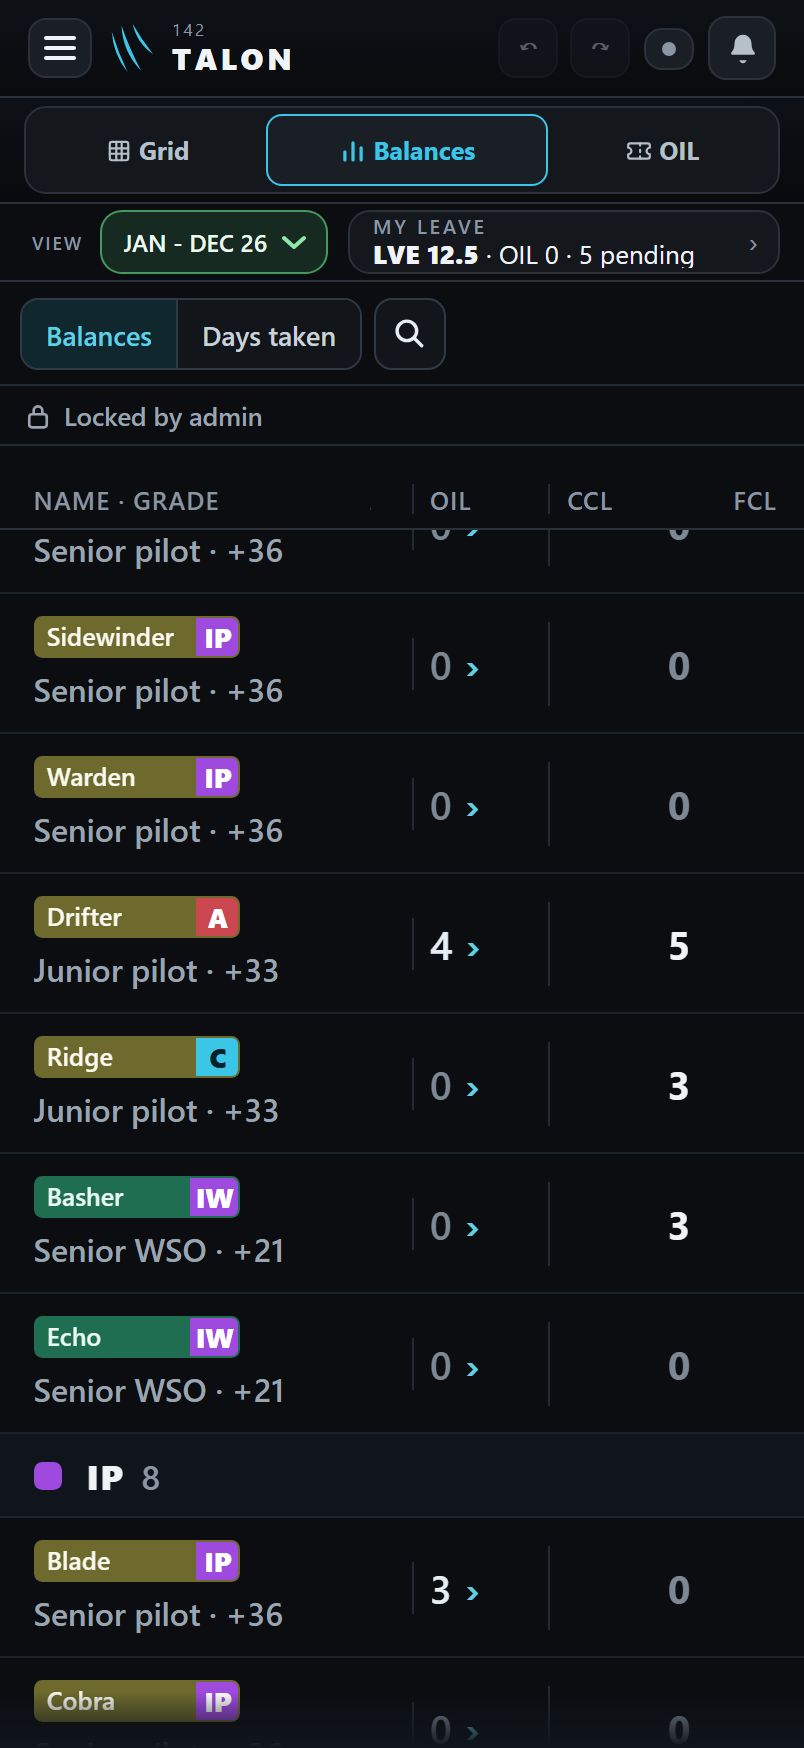 142
TALON
Grid
Balances
OIL
VIEW
JAN - DEC 26
MY LEAVE
LVE 12.5 · OIL 0 · 5 pending
Balances
Days taken
Locked by admin
NAME · GRADE OIL CCL FCL
Senior pilot · +36 0 › 0
Sidewinder IP
Senior pilot · +36
0 › 0
Warden IP
Senior pilot · +36
0 › 0
Drifter A
Junior pilot · +33
4 › 5
Ridge C
Junior pilot · +33
0 › 3
Basher IW
Senior WSO · +21
0 › 3
Echo IW
Senior WSO · +21
0 › 0
IP 8
Blade IP
Senior pilot · +36
3 › 0
Cobra IP
0 › 0